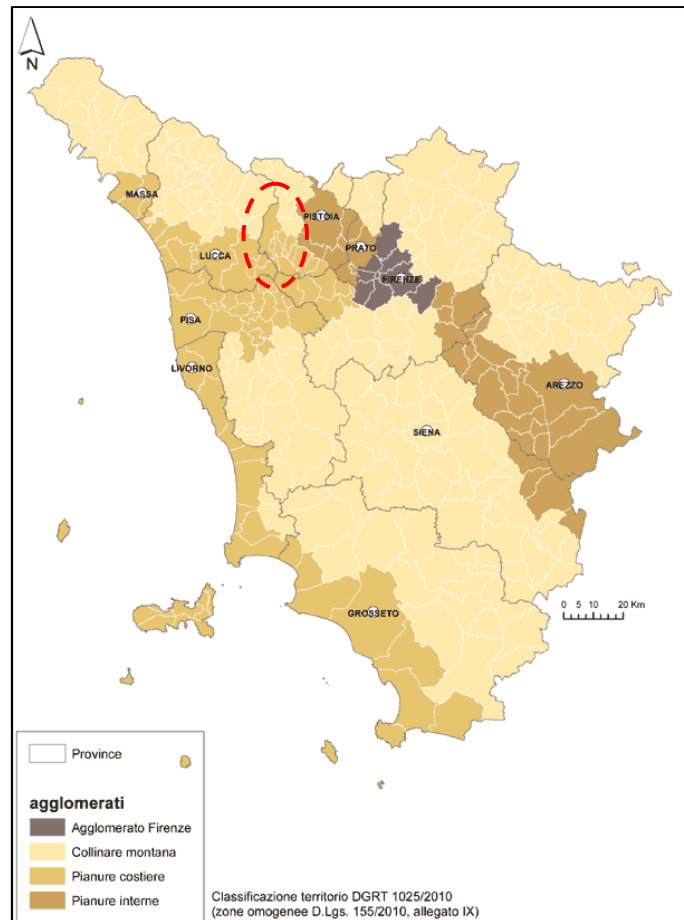 N
MASSA
PISTOIA
PRATO
LUCCA
FIRENZE
PISA
LIVORNO
AREZZO
SIENA
GROSSETO
0 5 10 20 Km
Province
agglomerati
Agglomerato Firenze
Collinare montana
Pianure costiere
Pianure interne
Classificazione territorio DGRT 1025/2010
(zone omogenee D.Lgs. 155/2010, allegato IX)